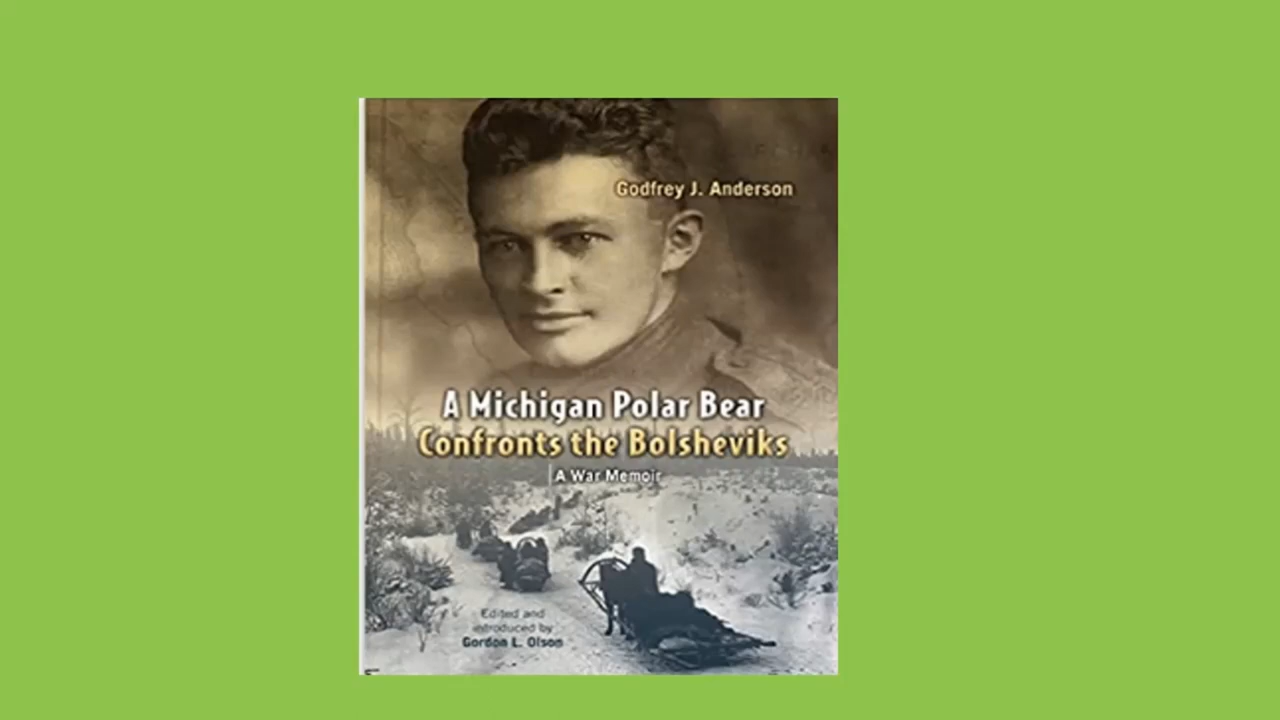 Godfrey J. Anderson
A Michigan Polar Bear
Confronts the Bolsheviks
A War Memoir
Edited and
introduced by
Gordon L. Olson